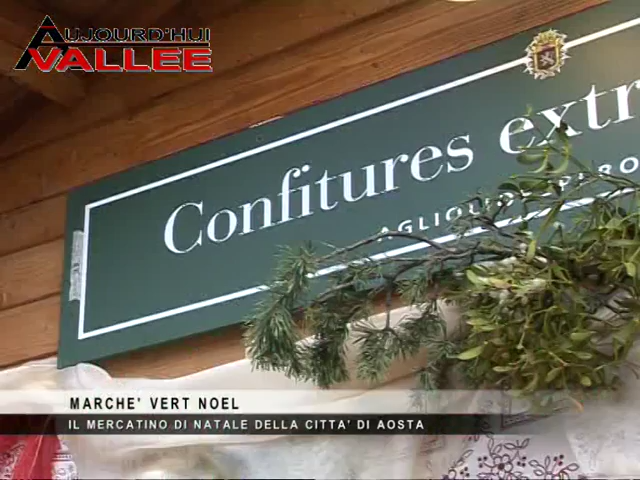 AUJOURD'HUI
VALLEE
Confitures extr
MARCHE' VERT NOEL
IL MERCATINO DI NATALE DELLA CITTA' DI AOSTA